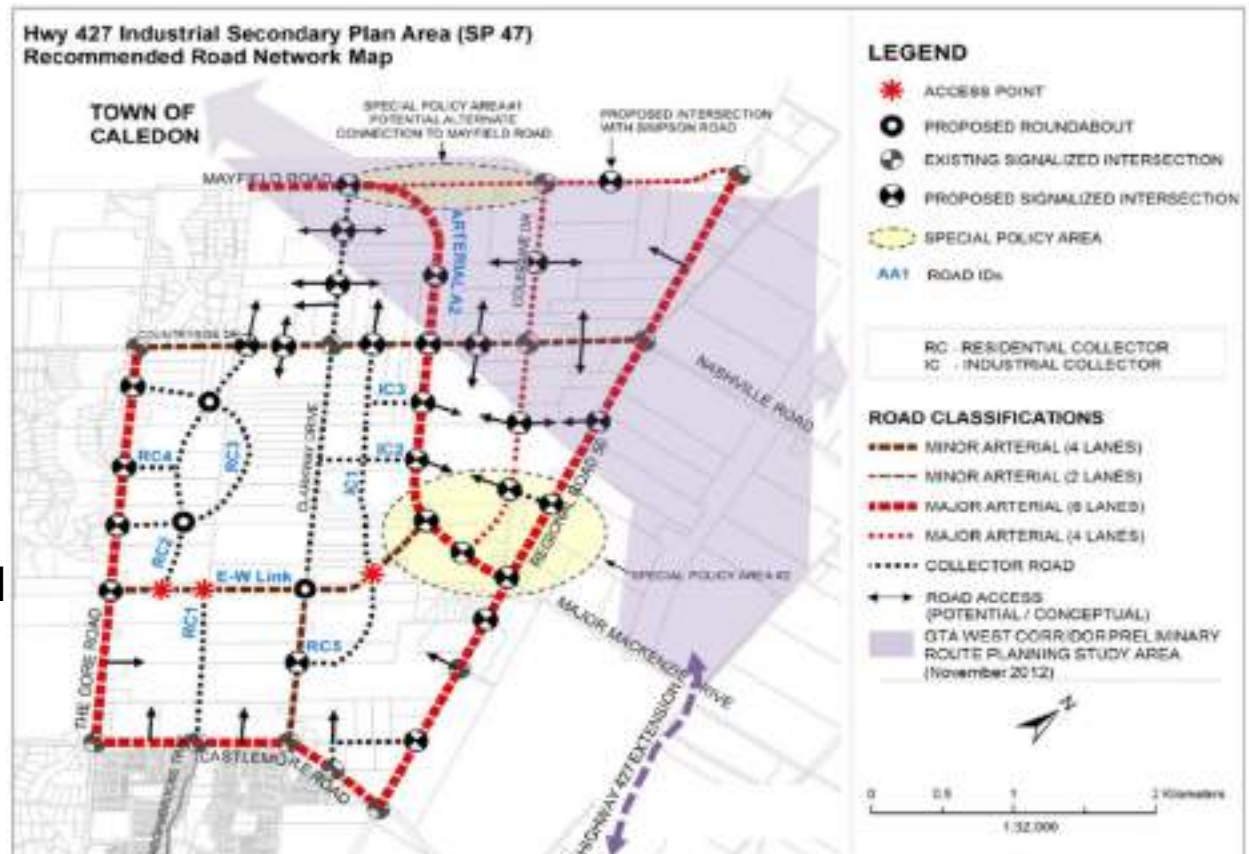 Hwy 427 Industrial Secondary Plan Area (SP 47)
Recommended Road Network Map
TOWN OF
CALEDON
SPECIAL POLICY AREA #1
POTENTIAL ALTERNATE
CONNECTION TO MAYFIELD ROAD
PROPOSED INTERSECTION
WITH SIMPSON ROAD
MAYFIELD ROAD
ARTERIAL A2
COLERAINE DR
COUNTRYSIDE DR
NASHVILLE ROAD
IC3
CLARKWAY DRIVE
RC4
RC3
IC2
IC1
REGIONAL ROAD 50
RC2
E-W Link
SPECIAL POLICY AREA #2
RC1
MAJOR MACKENZIE DRIVE
RC5
THE GORE ROAD
CASTLEMORE ROAD
HIGHWAY 427 EXTENSION
LEGEND
ACCESS POINT
PROPOSED ROUNDABOUT
EXISTING SIGNALIZED INTERSECTION
PROPOSED SIGNALIZED INTERSECTION
SPECIAL POLICY AREA
AA1 ROAD IDs
RC - RESIDENTIAL COLLECTOR
IC - INDUSTRIAL COLLECTOR
ROAD CLASSIFICATIONS
MINOR ARTERIAL (4 LANES)
MINOR ARTERIAL (2 LANES)
MAJOR ARTERIAL (6 LANES)
MAJOR ARTERIAL (4 LANES)
COLLECTOR ROAD
ROAD ACCESS
(POTENTIAL / CONCEPTUAL)
GTA WEST CORRIDOR PRELIMINARY
ROUTE PLANNING STUDY AREA
(November 2012)
N
0 0.5 1 2 Kilometers
1:32,000